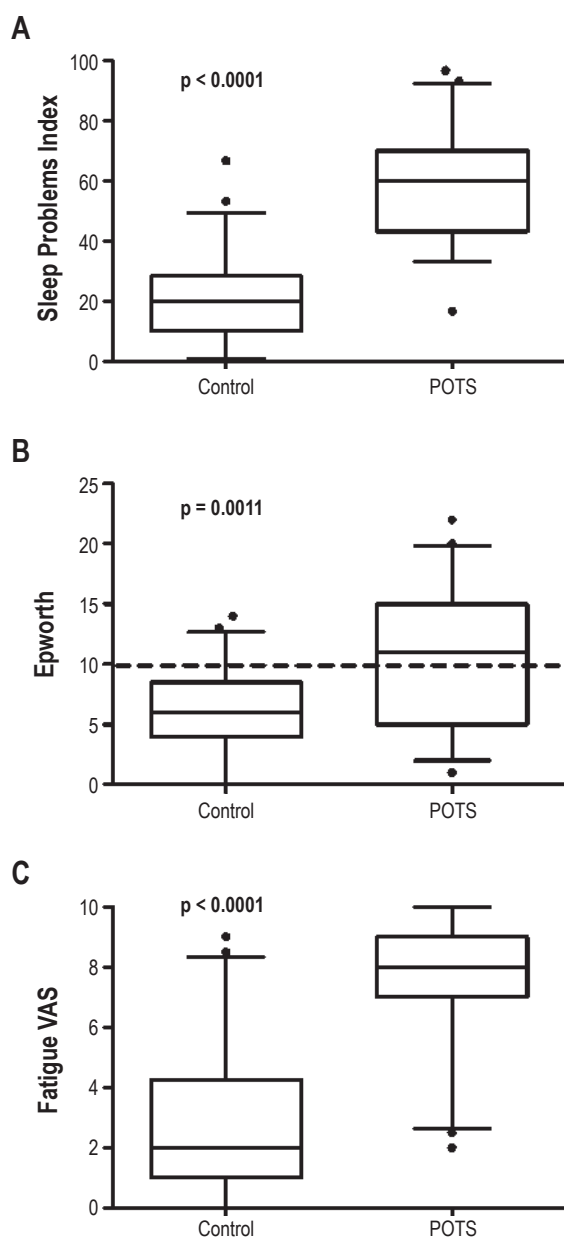 A
Sleep Problems Index
100
80
60
40
20
0
p < 0.0001
Control
POTS
B
Epworth
25
20
15
10
5
0
p = 0.0011
Control
POTS
C
Fatigue VAS
10
8
6
4
2
0
p < 0.0001
Control
POTS